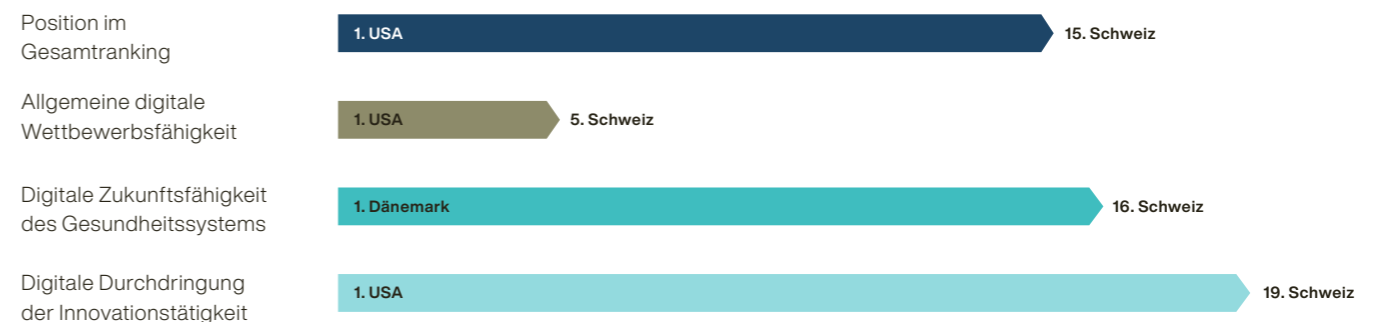 Position im
Gesamtranking
1. USA
15. Schweiz
Allgemeine digitale
Wettbewerbsfähigkeit
1. USA
5. Schweiz
Digitale Zukunftsfähigkeit
des Gesundheitssystems
1. Dänemark
16. Schweiz
Digitale Durchdringung
der Innovationstätigkeit
1. USA
19. Schweiz